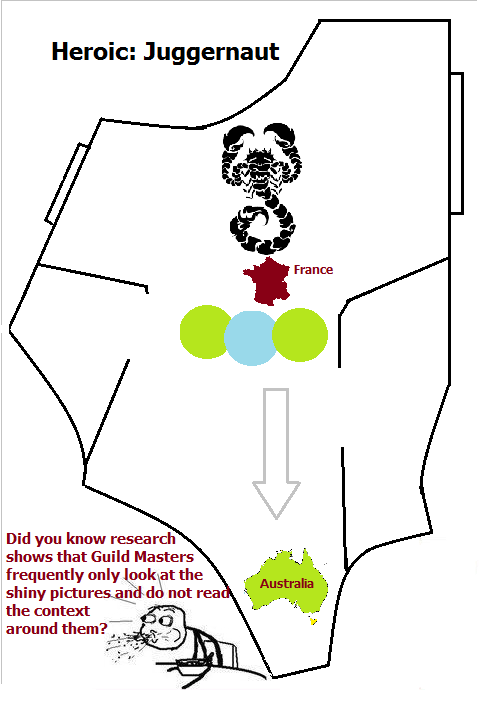 Heroic: Juggernaut
France
Australia
Did you know research
shows that Guild Masters
frequently only look at the
shiny pictures and do not read
the context
around them?